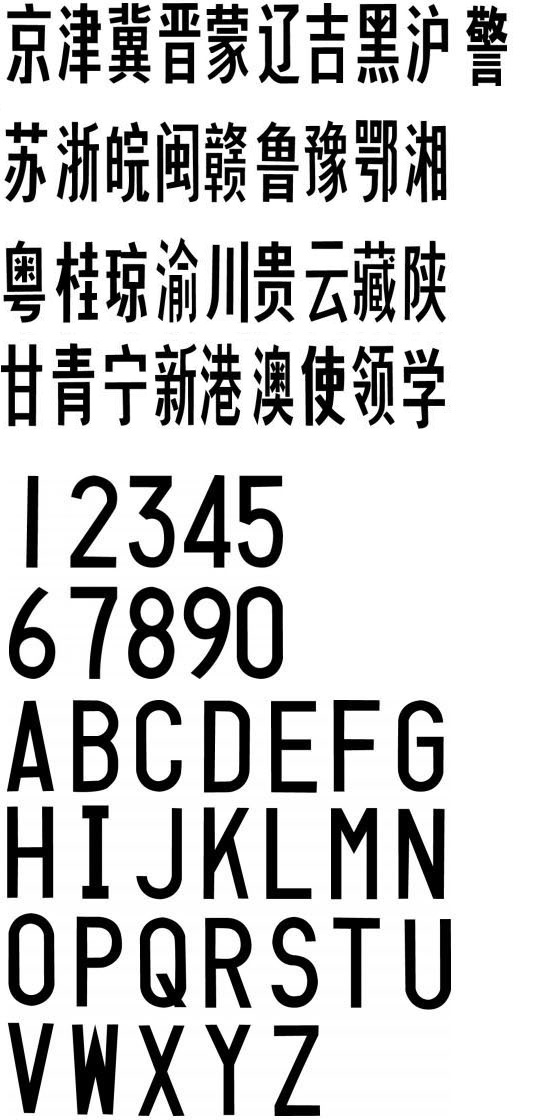 京津冀晋蒙辽吉黑沪警
苏浙皖闽赣鲁豫鄂湘
粤桂琼渝川贵云藏陕
甘青宁新港澳使领学
12345
67890
ABCDEFG
HIJKLMN
OPQRSTU
VWXYZ